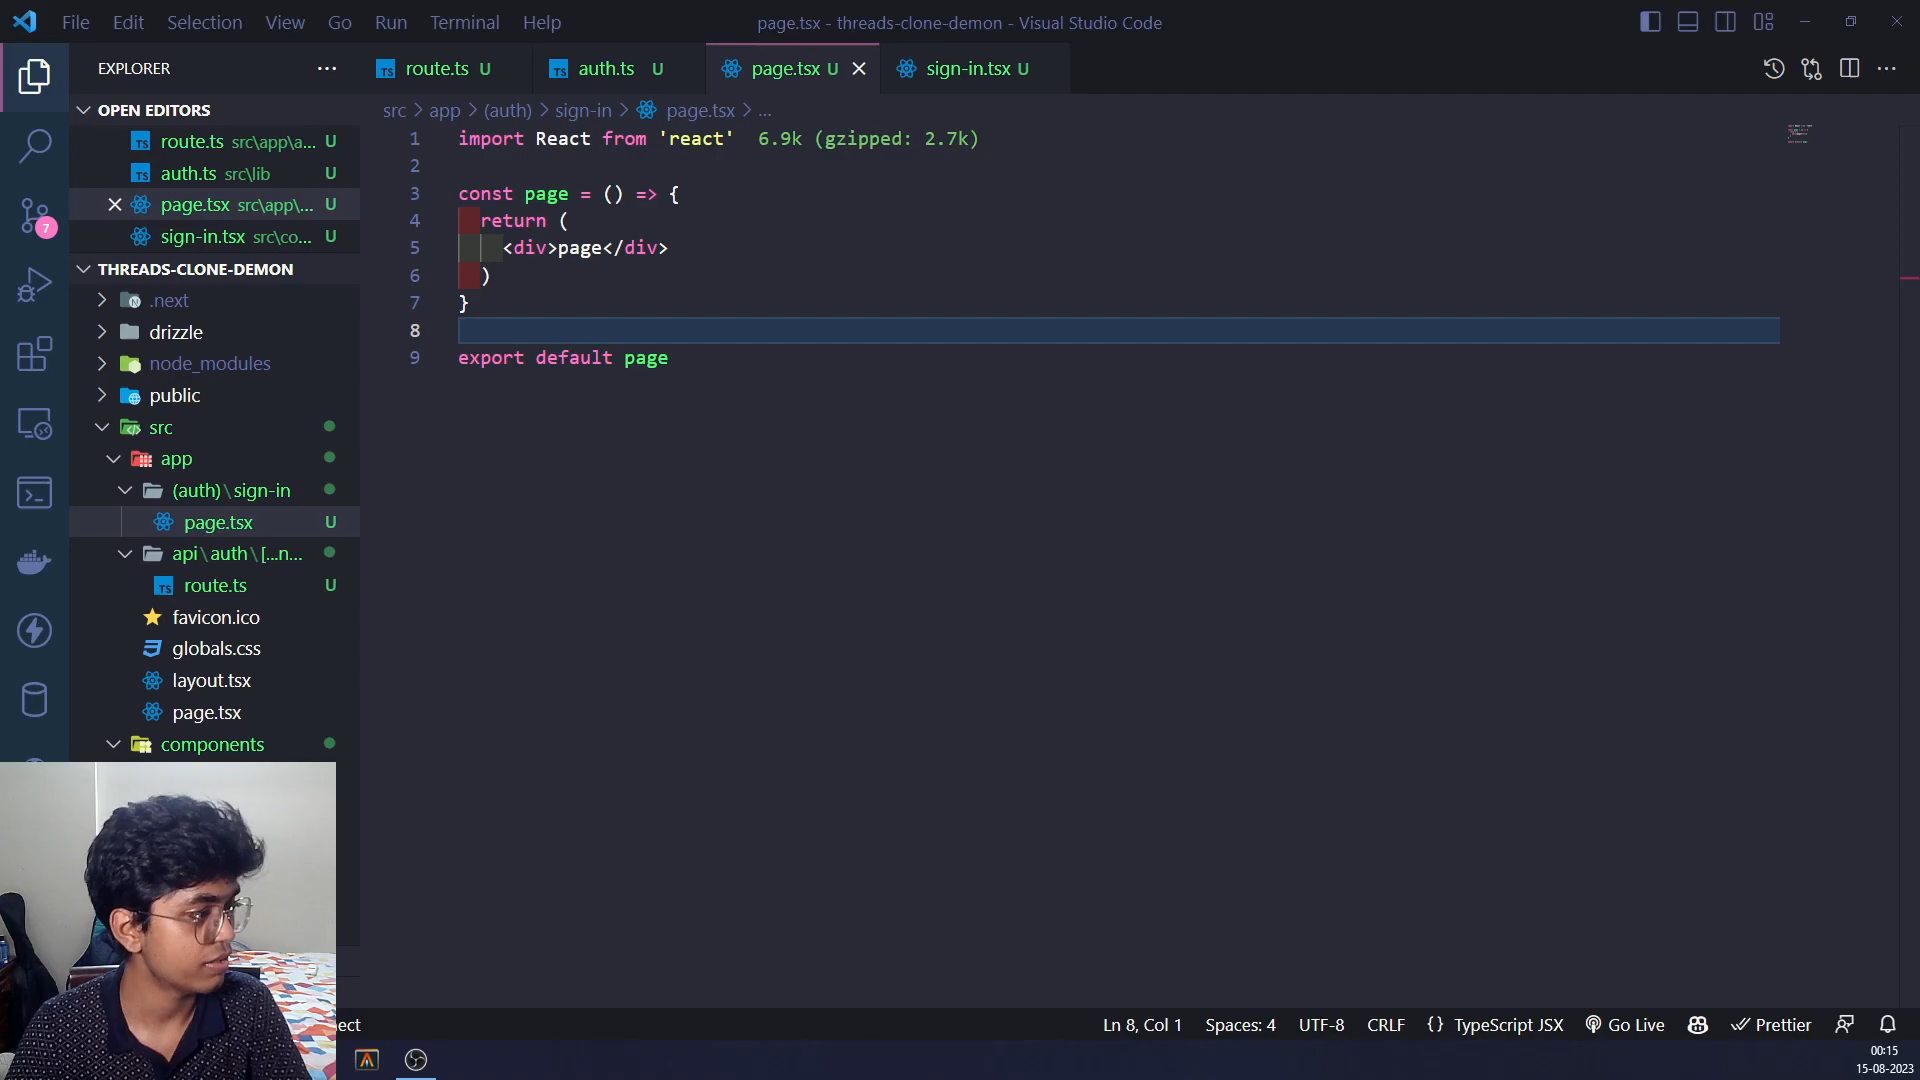 File Edit Selection View Go Run Terminal Help
page.tsx - threads-clone-demon - Visual Studio Code
EXPLORER
route.ts U
auth.ts U
page.tsx U
sign-in.tsx U
OPEN EDITORS
route.ts src\app\a... U
auth.ts src\lib U
page.tsx src\app\... U
sign-in.tsx src\co... U
THREADS-CLONE-DEMON
.next
drizzle
node_modules
public
src
app
(auth)\sign-in
page.tsx U
api\auth\[...n...
route.ts U
favicon.ico
globals.css
layout.tsx
page.tsx
components
7
src > app > (auth) > sign-in > page.tsx > ...
1 import React from 'react' 6.9k (gzipped: 2.7k)
2
3 const page = () => {
4 return (
5 <div>page</div>
6 )
7 }
8
9 export default page
ect
Ln 8, Col 1 Spaces: 4 UTF-8 CRLF {} TypeScript JSX Go Live Prettier
00:15
15-08-2023